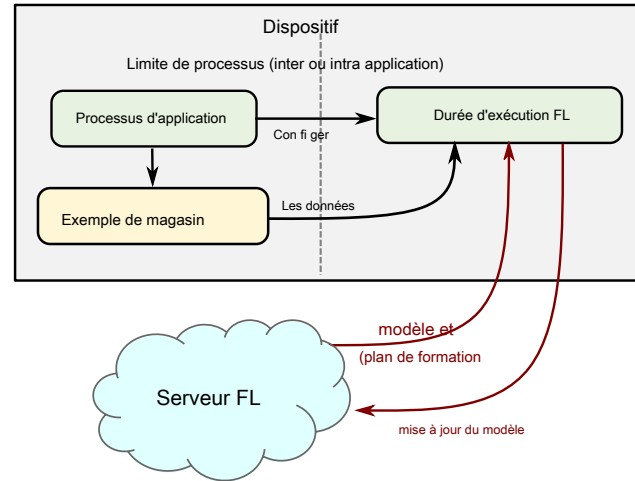 Dispositif
Limite de processus (inter ou intra application)
Processus d'application
Durée d'exécution FL
Con fi ger
Exemple de magasin
Les données
modèle et
(plan de formation
Serveur FL
mise à jour du modèle